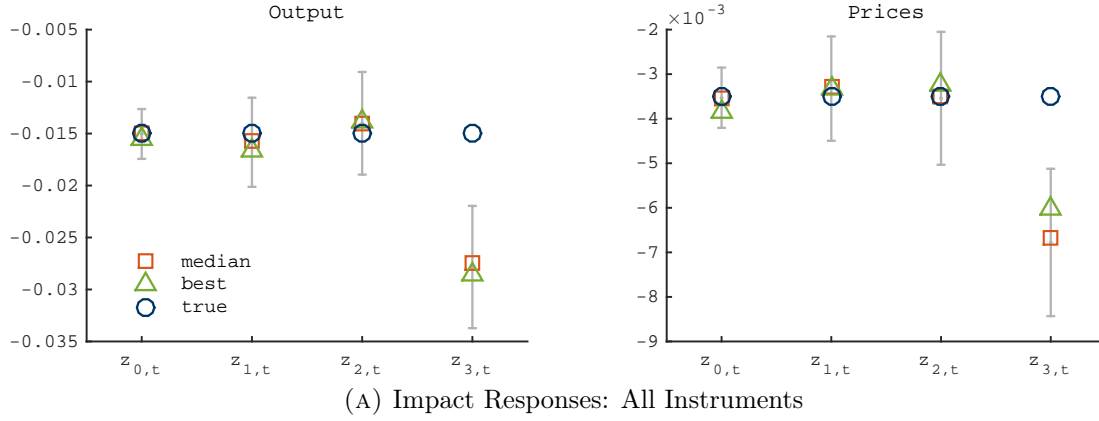 Output
-0.005
-0.01
-0.015
-0.02
-0.025
-0.03
-0.035
median
best
true
z0,t z1,t z2,t z3,t
Prices
×10-3
-2
-3
-4
-5
-6
-7
-8
-9
z0,t z1,t z2,t z3,t
(A) Impact Responses: All Instruments